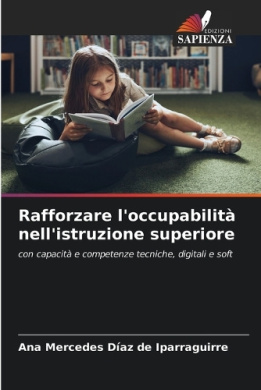 EDIZIONI
SAPIENZA
Rafforzare l'occupabilità
nell'istruzione superiore
con capacità e competenze tecniche, digitali e soft
Ana Mercedes Díaz de Iparraguirre